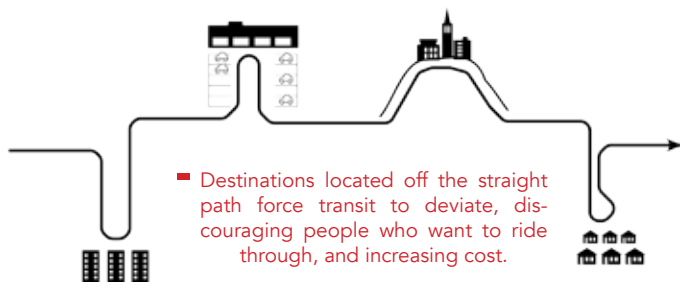 Destinations located off the straight
path force transit to deviate, dis-
couraging people who want to ride
through, and increasing cost.